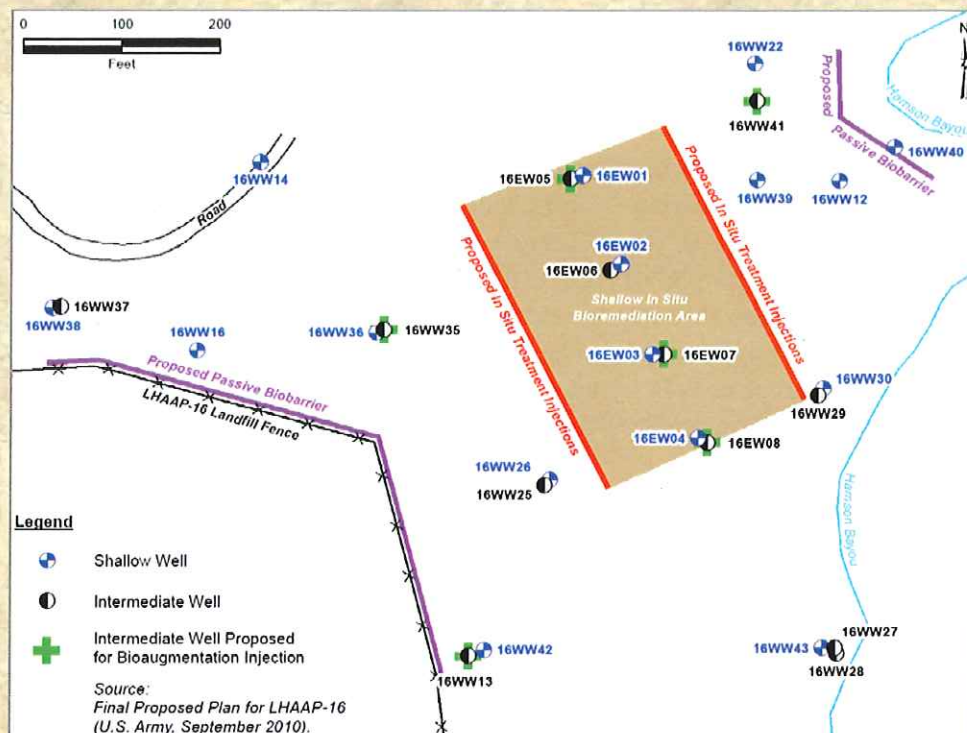 0 100 200
Feet
N
16WW22
16WW41
Proposed
Passive Biobarrier
Harrison Bayou
16WW40
16WW14
Road
16EW05
16EW01
16WW39
16WW12
Proposed In Situ Treatment Injections
Proposed In Situ Treatment Injections
16EW02
16EW06
Shallow In Situ
Bioremediation Area
16WW37
16WW38
16WW16
16WW36
16WW35
16EW03
16EW07
Proposed Passive Biobarrier
LHAAP-16 Landfill Fence
16WW30
16WW29
16EW04
16EW08
16WW26
16WW25
Harrison Bayou
Legend
Shallow Well
Intermediate Well
Intermediate Well Proposed
for Bioaugmentation Injection
Source:
Final Proposed Plan for LHAAP-16
(U.S. Army, September 2010).
16WW42
16WW13
16WW43
16WW27
16WW28